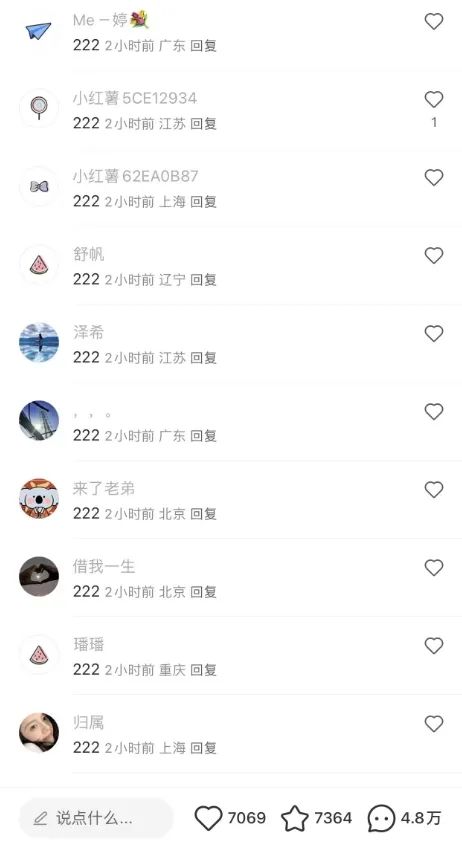 Me－婷
222 2小时前 广东 回复
小红薯5CE12934
222 2小时前 江苏 回复
1
小红薯62EA0B87
222 2小时前 上海 回复
舒帆
222 2小时前 辽宁 回复
泽希
222 2小时前 江苏 回复
，，。
222 2小时前 广东 回复
来了老弟
222 2小时前 北京 回复
借我一生
222 2小时前 北京 回复
璠璠
222 2小时前 重庆 回复
归属
222 2小时前 上海 回复
说点什么... 7069 7364 4.8万